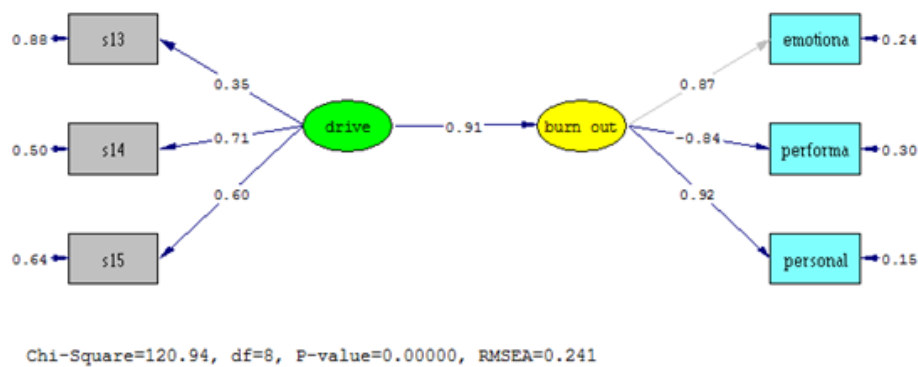 0.88 s13 emotiona 0.24
0.35 0.87
drive 0.91 burn out
0.50 s14 0.71 -0.84 performa 0.30
0.60 0.92
0.64 s15 personal 0.15
Chi-Square=120.94, df=8, P-value=0.00000, RMSEA=0.241